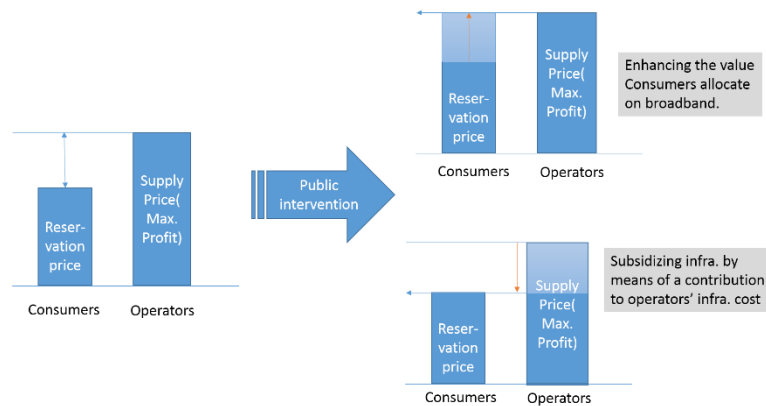 Reser-
vation
price
Supply
Price(
Max.
Profit)
Consumers
Operators
Public
intervention
Reser-
vation
price
Supply
Price(
Max.
Profit)
Consumers
Operators
Enhancing the value
Consumers allocate
on broadband.
Reser-
vation
price
Supply
Price(
Max.
Profit)
Consumers
Operators
Subsidizing infra. by
means of a contribution
to operators' infra. cost